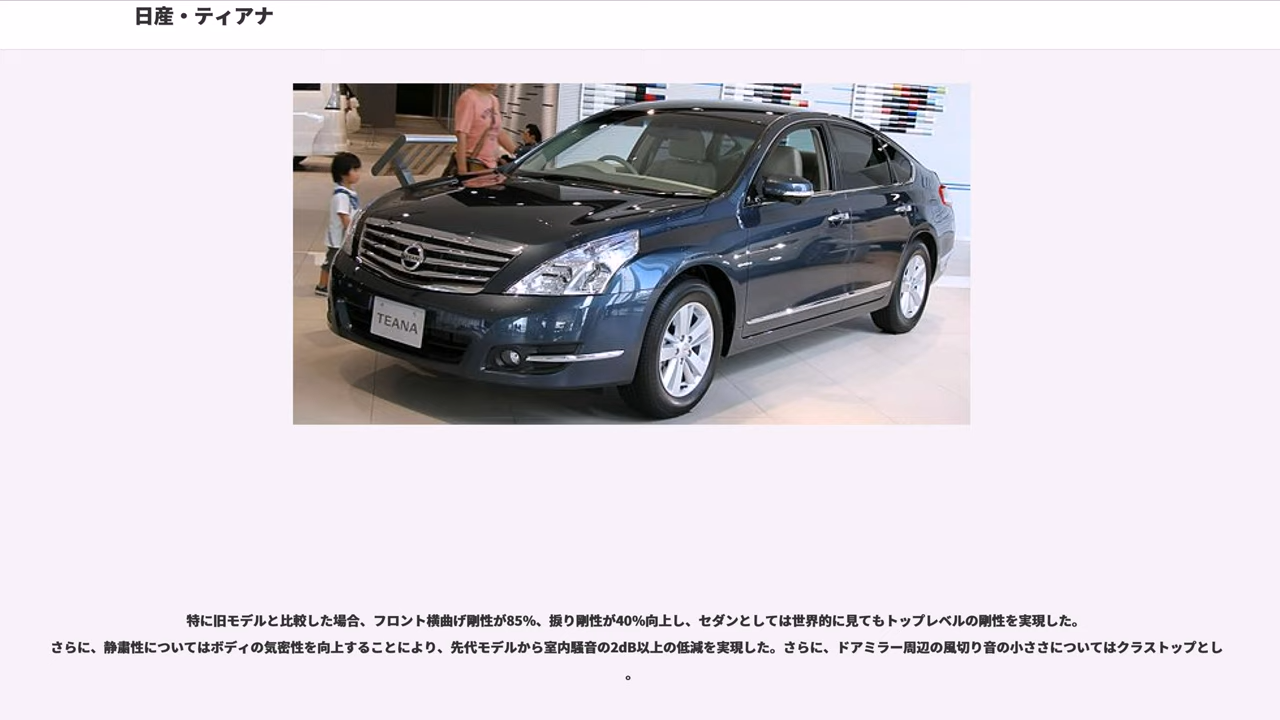 日産・ティアナ
TEANA
特に旧モデルと比較した場合、フロント横曲げ剛性が85%、捩り剛性が40%向上し、セダンとしては世界的に見てもトップレベルの剛性を実現した。
さらに、静粛性についてはボディの気密性を向上することにより、先代モデルから室内騒音の2dB以上の低減を実現した。さらに、ドアミラー周辺の風切り音の小ささについてはクラストップとし
。